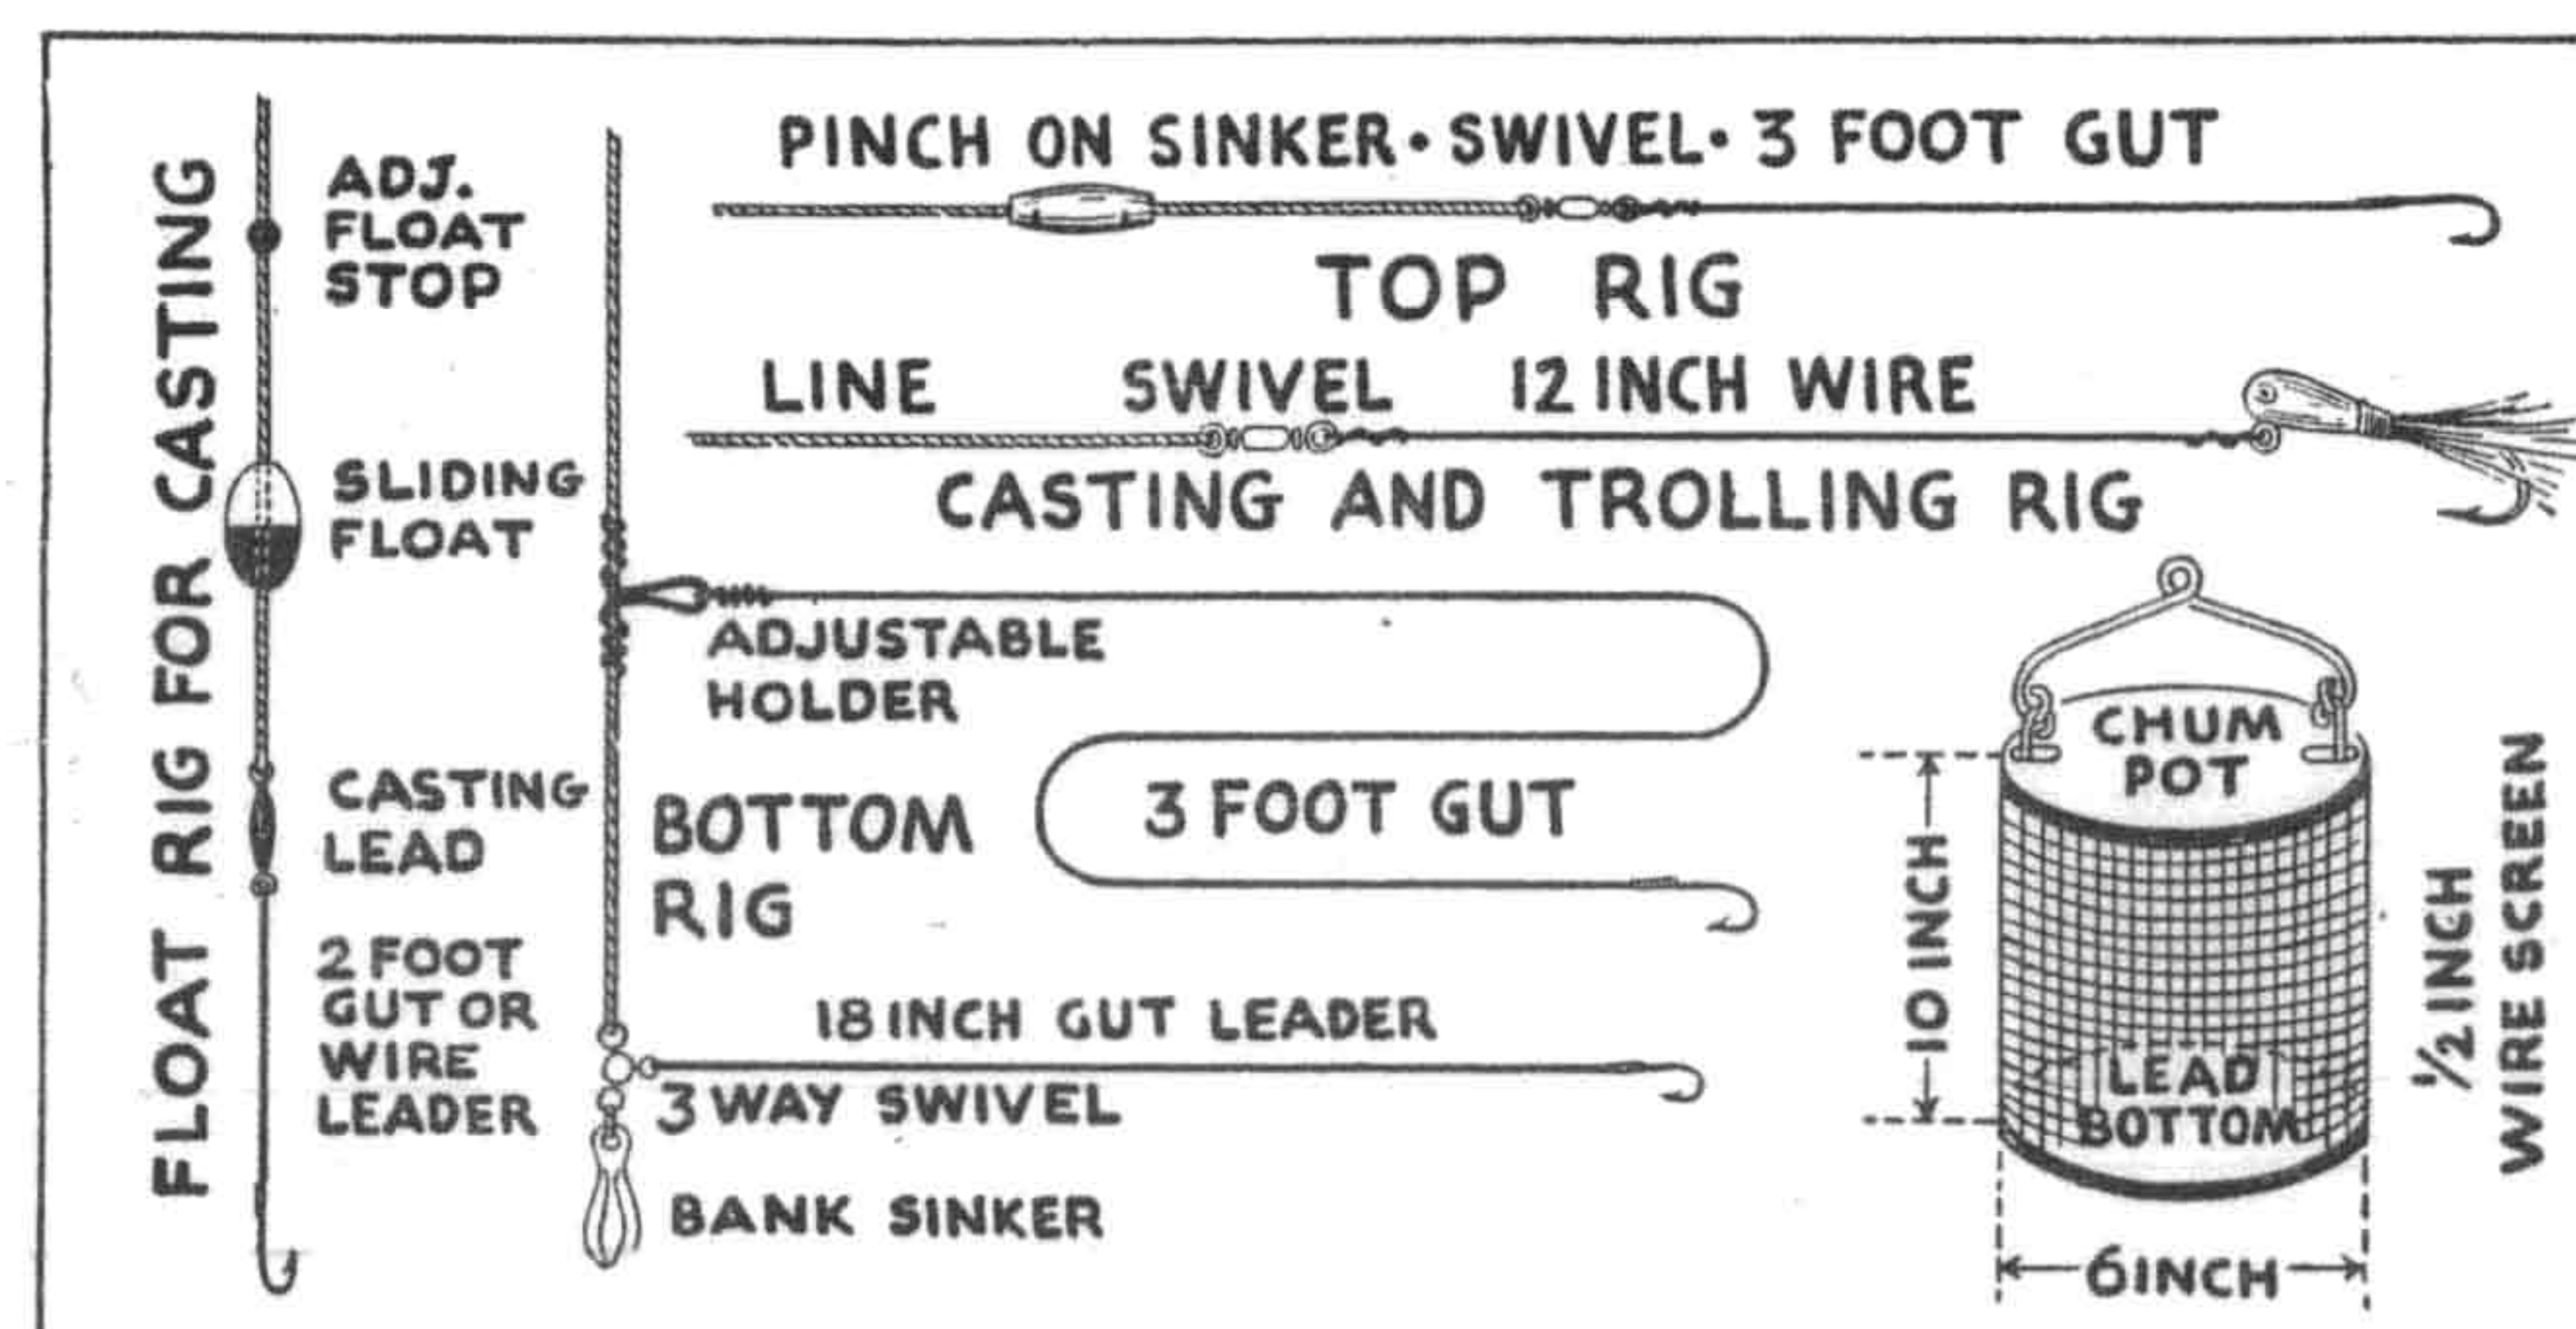 FLOAT RIG FOR CASTING
ADJ.
FLOAT
STOP
SLIDING
FLOAT
CASTING
LEAD
2 FOOT
GUT OR
WIRE
LEADER
PINCH ON SINKER • SWIVEL • 3 FOOT GUT
TOP RIG
LINE SWIVEL 12 INCH WIRE
CASTING AND TROLLING RIG
ADJUSTABLE
HOLDER
BOTTOM
RIG
3 FOOT GUT
18 INCH GUT LEADER
3 WAY SWIVEL
BANK SINKER
CHUM
POT
10 INCH
LEAD
BOTTOM
6 INCH
1/2 INCH
WIRE SCREEN